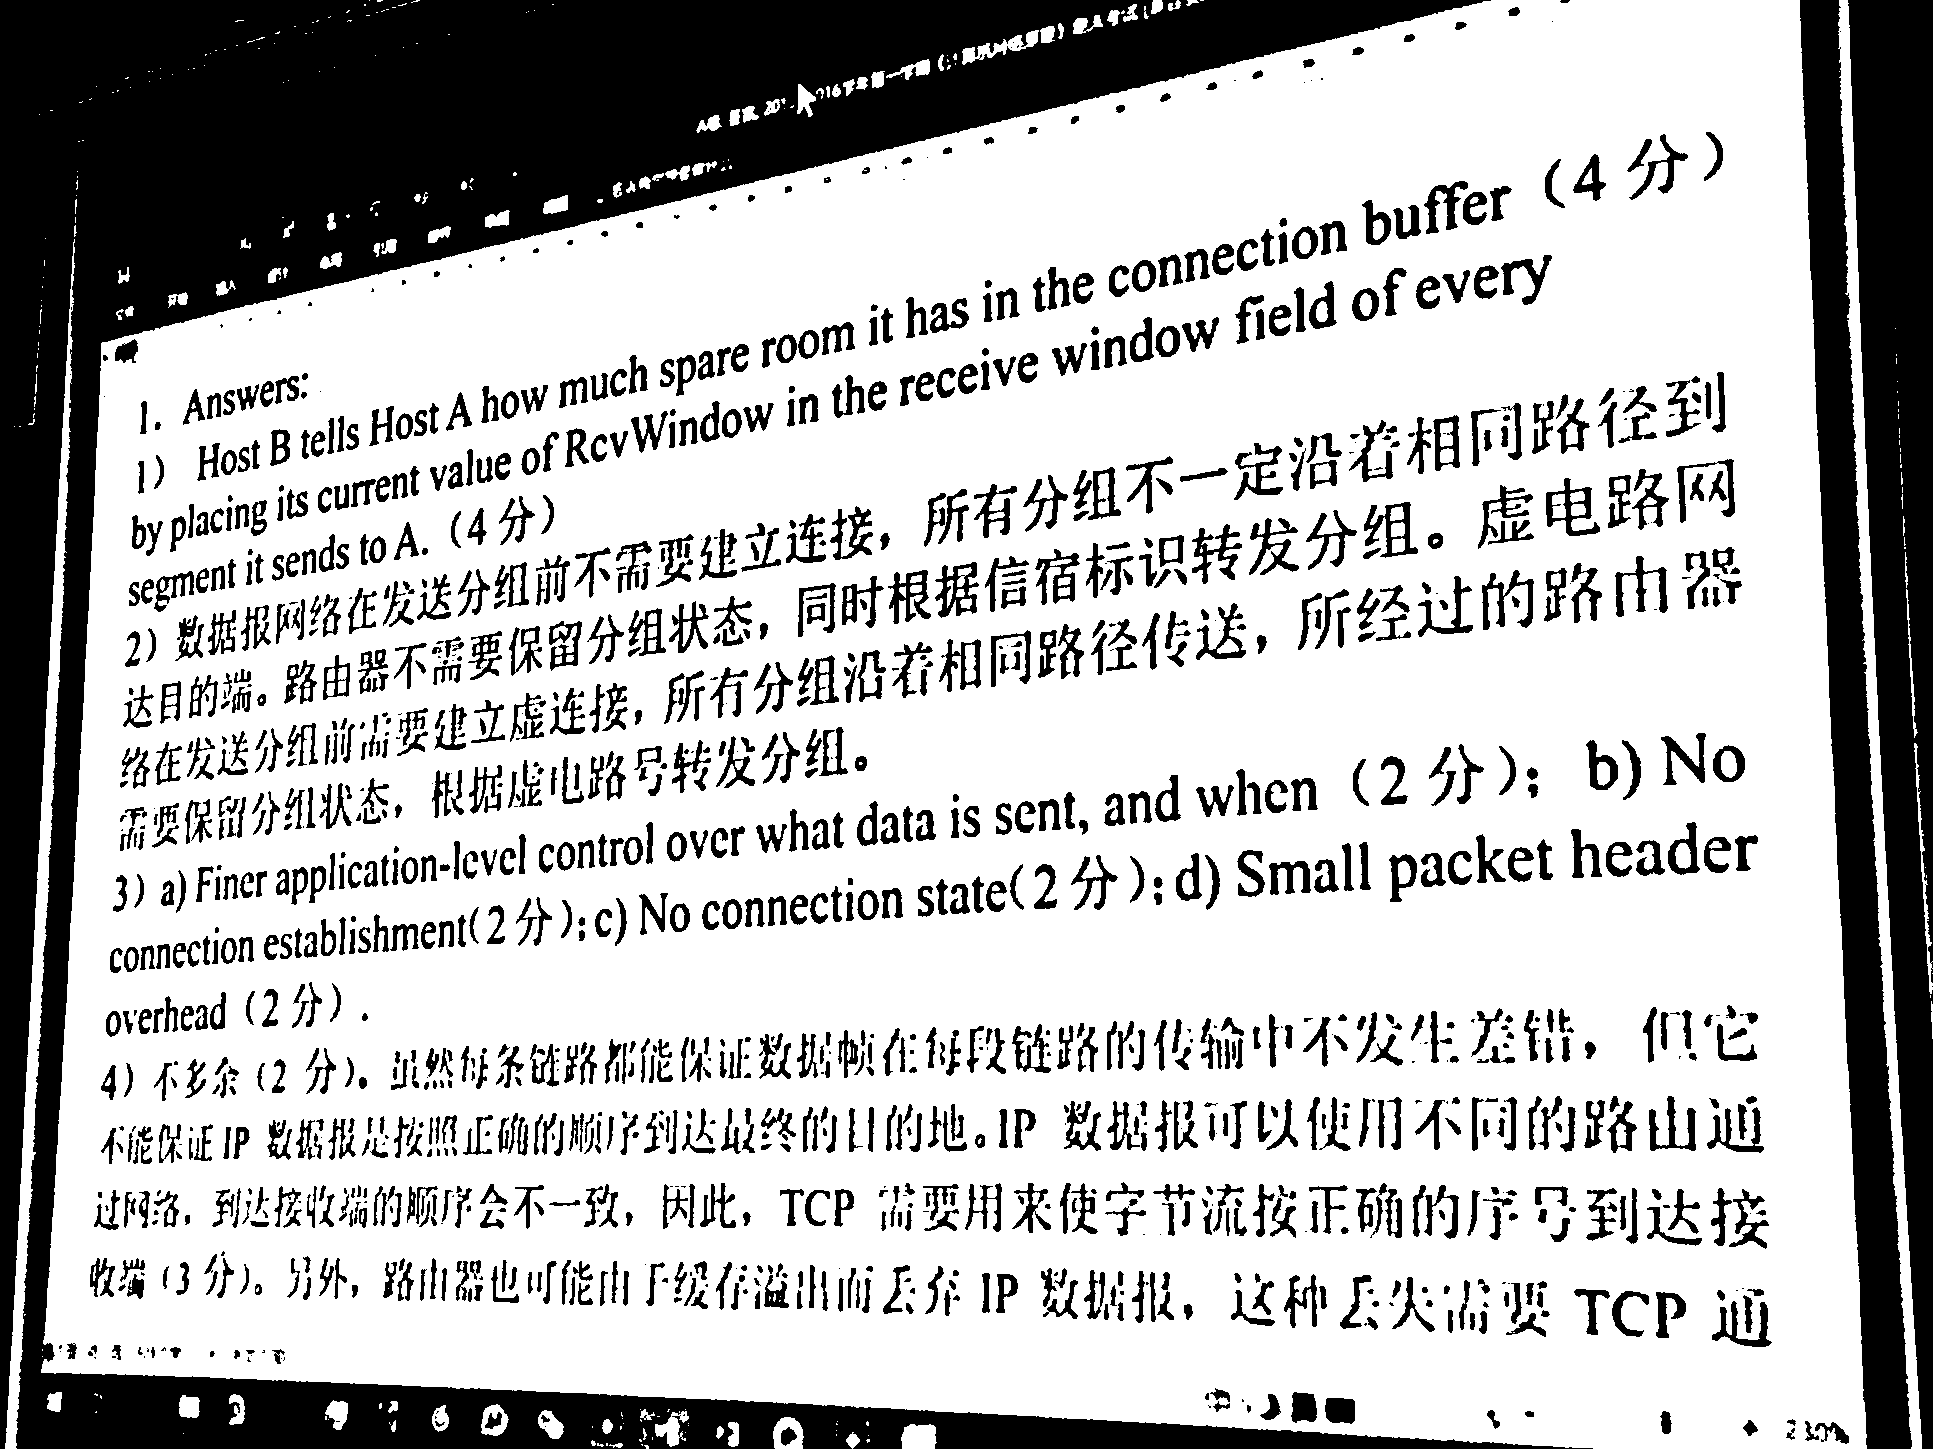 1. Answers:
1） Host B tells Host A how much spare room it has in the connection buffer（4 分）
by placing its current value of RcvWindow in the receive window field of every
segment it sends to A.（4 分）
2）数据报网络在发送分组前不需要建立连接，所有分组不一定沿着相同路径到
达目的端。路由器不需要保留分组状态，同时根据信宿标识转发分组。虚电路网
络在发送分组前需要建立虚连接，所有分组沿着相同路径传送，所经过的路由器
需要保留分组状态，根据虚电路号转发分组。
3）a) Finer application-level control over what data is sent, and when（2 分）；b) No
connection establishment(2 分）; c) No connection state(2 分）; d) Small packet header
overhead（2 分）.
4）不多余（2 分）。虽然每条链路都能保证数据帧在每段链路的传输中不发生差错，但它
不能保证 IP 数据报是按照正确的顺序到达最终的目的地。IP 数据报可以使用不同的路由通
过网络，到达接收端的顺序会不一致，因此，TCP 需要用来使字节流按正确的序号到达接
收端（3 分）。另外，路由器也可能由于缓存溢出而丢弃 IP 数据报，这种丢失需要 TCP 通